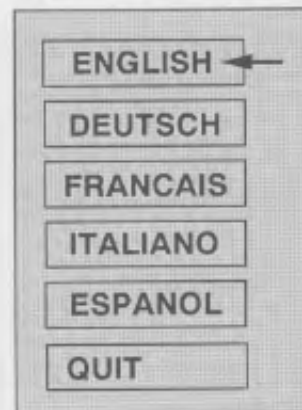 ENGLISH
DEUTSCH
FRANCAIS
ITALIANO
ESPANOL
QUIT